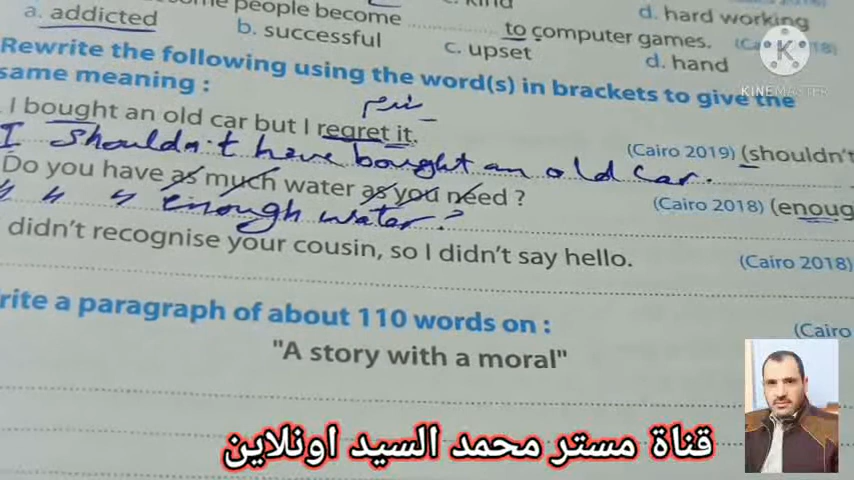 people become ............ to computer games. 18)
a. addicted b. successful c. upset d. hand
d. hard working
Rewrite the following using the word(s) in brackets to give the
same meaning :
I bought an old car but I regret it. (Cairo 2019) (shouldn't
I shouldn't have bought an old car.
Do you have as much water as you need ? (Cairo 2018) (enoug
" " " enough water?
didn't recognise your cousin, so I didn't say hello. (Cairo 2018)
rite a paragraph of about 110 words on : (Cairo
"A story with a moral"
K
KINEMASTER
قناة مستر محمد السيد اونلاين